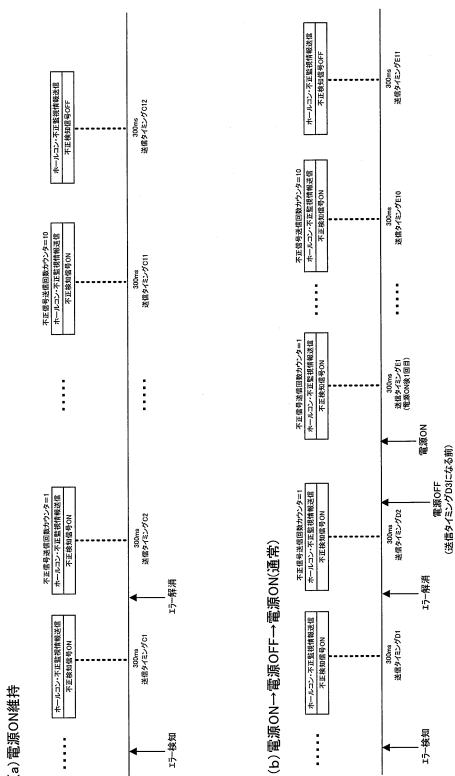 (a)電源ON維持
ホールコン・不正監視情報送信
不正検知信号ON
300ms
送信タイミングC1
エラー検知
エラー解消
不正信号送信回数カウンタ=1
ホールコン・不正監視情報送信
不正検知信号ON
300ms
送信タイミングC2
不正信号送信回数カウンタ=10
ホールコン・不正監視情報送信
不正検知信号ON
300ms
送信タイミングC11
ホールコン・不正監視情報送信
不正検知信号OFF
300ms
送信タイミングC12
(b)電源ON→電源OFF→電源ON(通常)
ホールコン・不正監視情報送信
不正検知信号ON
300ms
送信タイミングD1
エラー検知
エラー解消
不正信号送信回数カウンタ=1
ホールコン・不正監視情報送信
不正検知信号ON
300ms
送信タイミングD2
電源OFF
(送信タイミングD3になる前)
電源ON
不正信号送信回数カウンタ=1
ホールコン・不正監視情報送信
不正検知信号ON
300ms
送信タイミングE1
(電源ON後1回目)
不正信号送信回数カウンタ=10
ホールコン・不正監視情報送信
不正検知信号ON
300ms
送信タイミングE10
ホールコン・不正監視情報送信
不正検知信号OFF
300ms
送信タイミングE11